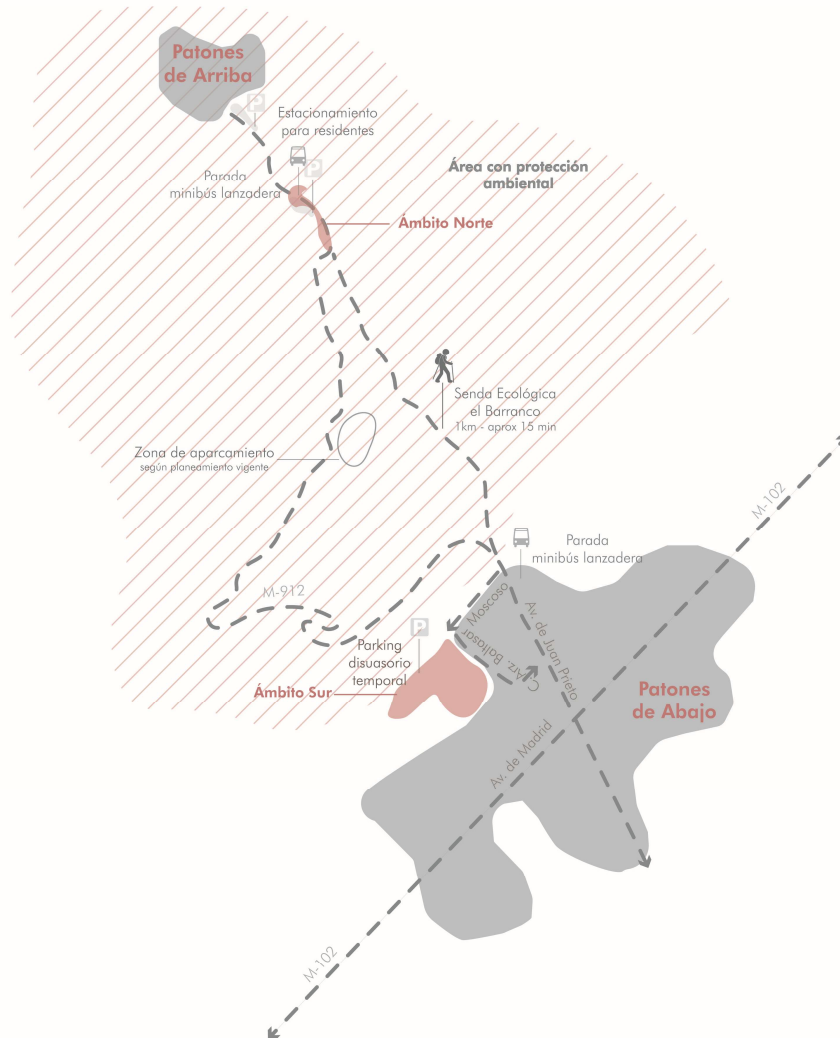 Patones
de Arriba
P
Estacionamiento
para residentes
P
Parada
minibús lanzadera
Área con protección
ambiental
Ámbito Norte
Senda Ecológica
el Barranco
1km - aprox 15 min
Zona de aparcamiento
según planeamiento vigente
M-102
Parada
minibús lanzadera
M-912
P
Parking
disuasorio
temporal
Ámbito Sur
C/Arz. Baltasar Moscoso
Av. de Juan Prieto
Patones
de Abajo
Av. de Madrid
M-102